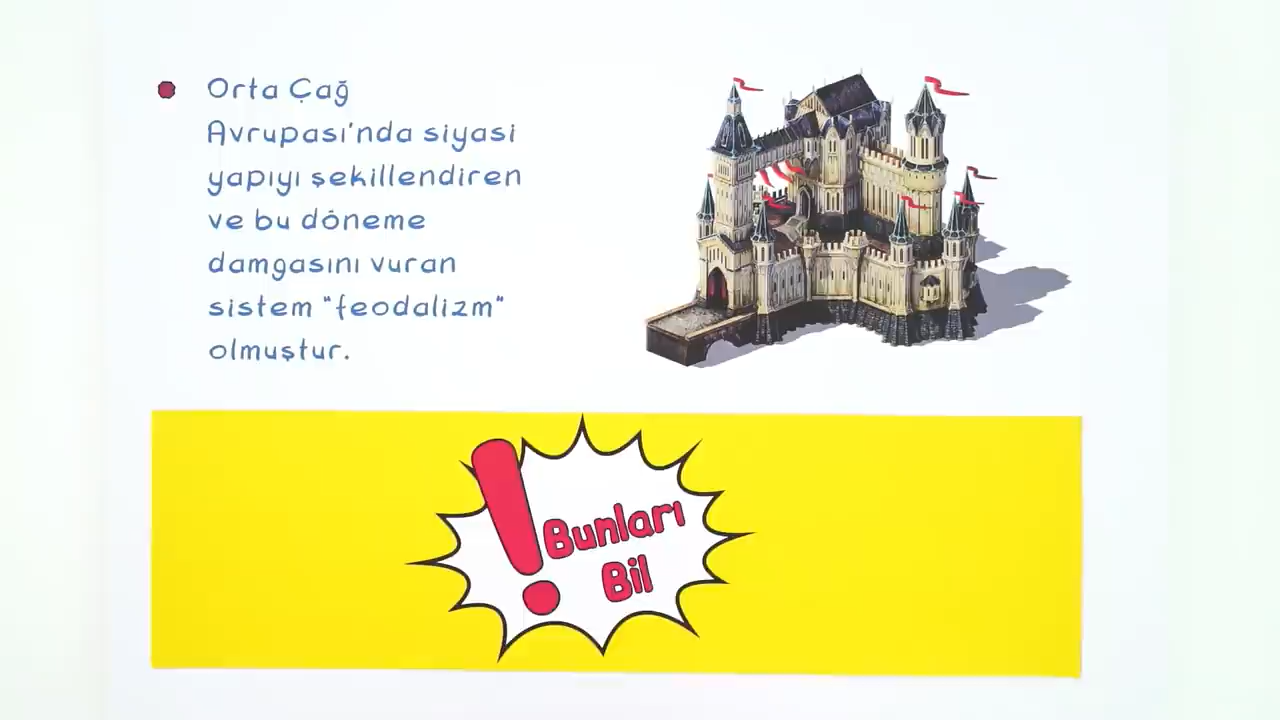 Orta Çağ
Avrupası'nda siyasi
yapıyı şekillendiren
ve bu döneme
damgasını vuran
sistem "feodalizm"
olmuştur.
Bunları
Bil